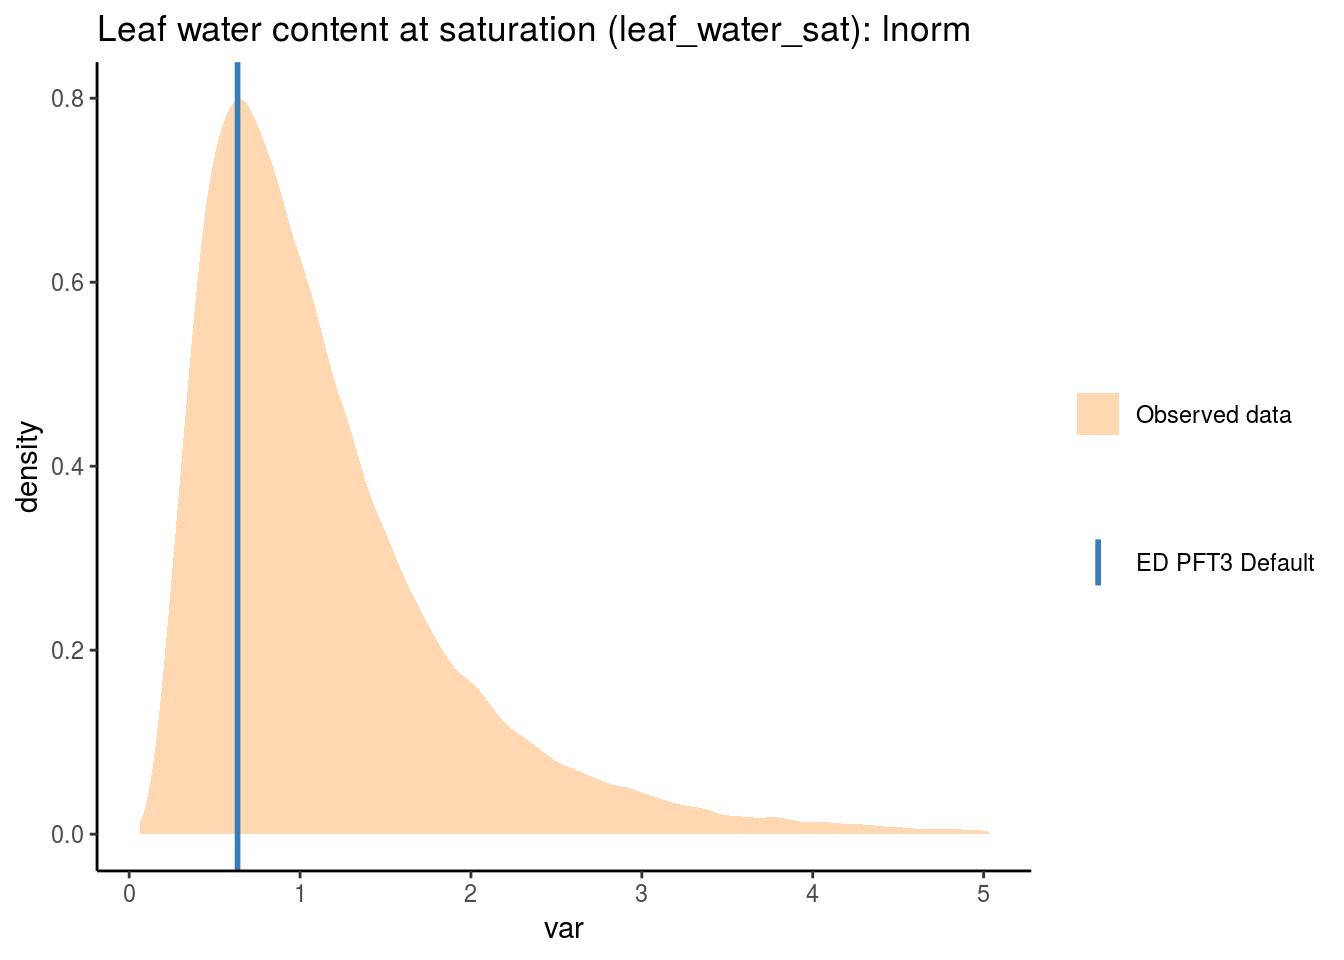 Leaf water content at saturation (leaf_water_sat): lnorm
density
0.8
0.6
0.4
0.2
0.0
0 1 2 3 4 5
var
Observed data
ED PFT3 Default